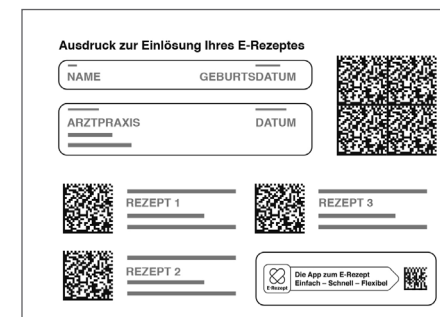 Ausdruck zur Einlösung Ihres E-Rezeptes
NAME GEBURTSDATUM
ARZTPRAXIS DATUM
REZEPT 1
REZEPT 3
REZEPT 2
E-Rezept
Die App zum E-Rezept
Einfach – Schnell – Flexibel